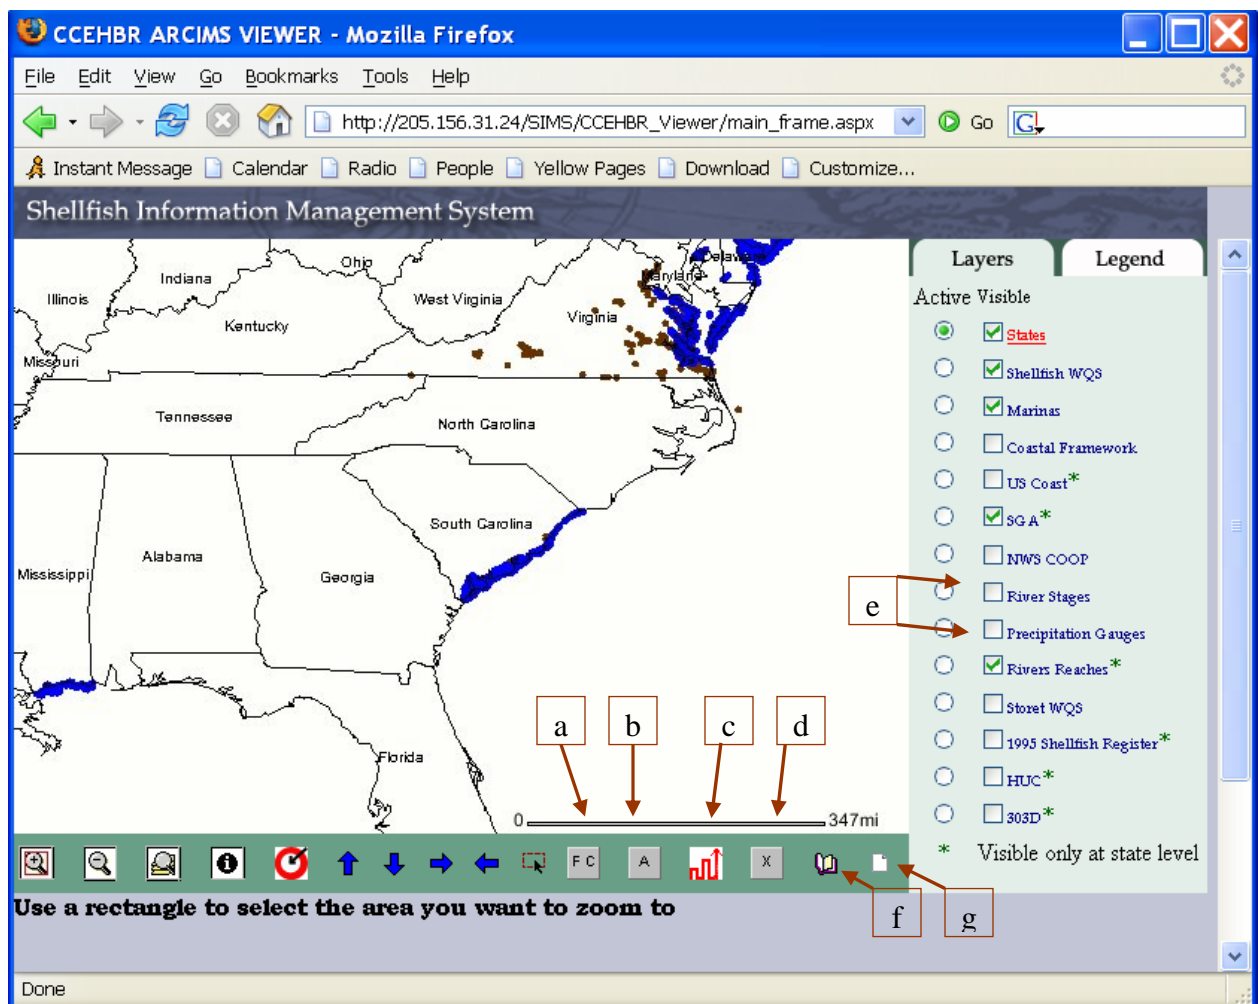 CCEHBR ARCIMS VIEWER - Mozilla Firefox
File Edit View Go Bookmarks Tools Help
http://205.156.31.24/SIMS/CCEHBR_Viewer/main_frame.aspx Go G
Instant Message Calendar Radio People Yellow Pages Download Customize...
Shellfish Information Management System
Layers Legend
Active Visible
States
Shellfish WQS
Marinas
Coastal Framework
US Coast*
SGA*
NWS COOP
River Stages
Precipitation Gauges
Rivers Reaches*
Storet WQS
1995 Shellfish Register*
HUC*
303D*
* Visible only at state level
Illinois
Indiana
Ohio
West Virginia
Maryland
Delaware
Virginia
Kentucky
Missouri
Tennessee
North Carolina
South Carolina
Mississippi
Alabama
Georgia
Florida
e
a b c d
0 347mi
F C A X
f g
Use a rectangle to select the area you want to zoom to
Done